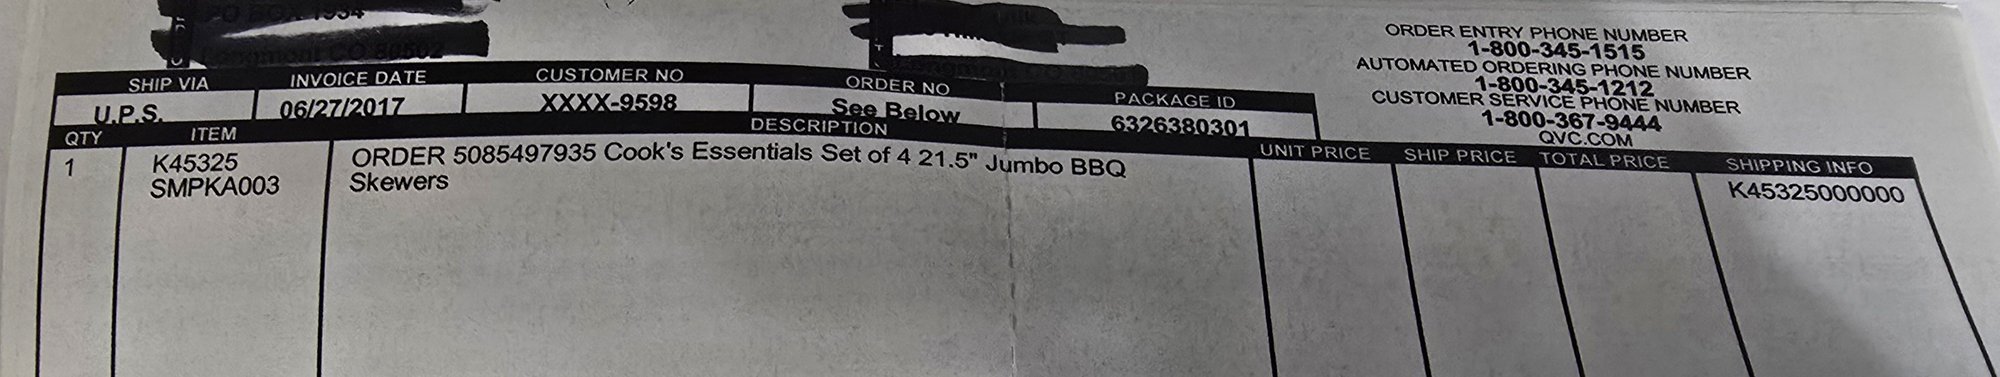 ORDER ENTRY PHONE NUMBER
1-800-345-1515
AUTOMATED ORDERING PHONE NUMBER
1-800-345-1212
CUSTOMER SERVICE PHONE NUMBER
1-800-367-9444
QVC.COM
SHIP VIA INVOICE DATE CUSTOMER NO ORDER NO PACKAGE ID
U.P.S. 06/27/2017 XXXX-9598 See Below 6326380301
QTY ITEM DESCRIPTION UNIT PRICE SHIP PRICE TOTAL PRICE SHIPPING INFO
1 K45325 ORDER 5085497935 Cook's Essentials Set of 4 21.5" Jumbo BBQ K45325000000
SMPKA003 Skewers